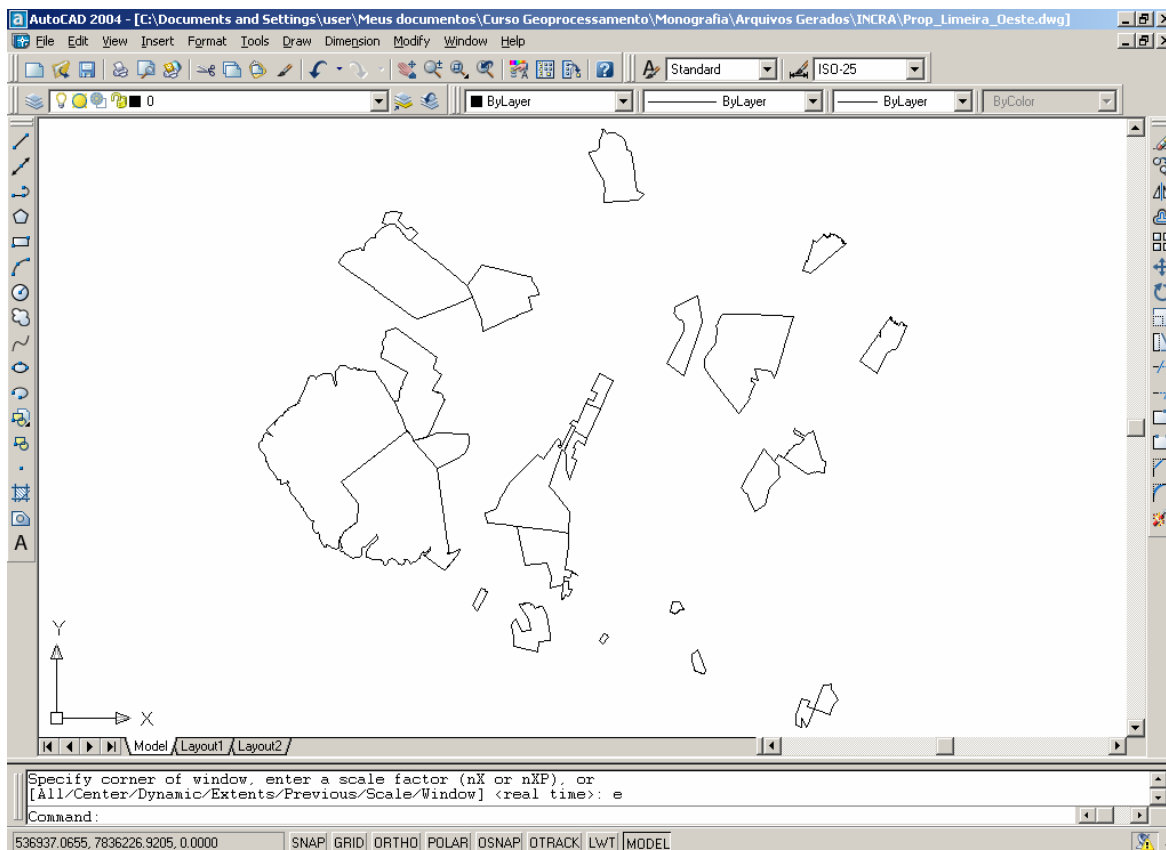 AutoCAD 2004 - [C:\Documents and Settings\user\Meus documentos\Curso Geoprocessamento\Monografia\Arquivos Gerados\INCRA\Prop_Limeira_Oeste.dwg]
File Edit View Insert Format Tools Draw Dimension Modify Window Help
Standard ISO-25
0 ByLayer ByLayer ByLayer ByColor
A
Y
X
Model Layout1 Layout2
Specify corner of window, enter a scale factor (nX or nXP), or
[All/Center/Dynamic/Extents/Previous/Scale/Window] <real time>: e
Command:
536937.0655, 7836226.9205, 0.0000 SNAP GRID ORTHO POLAR OSNAP OTRACK LWT MODEL